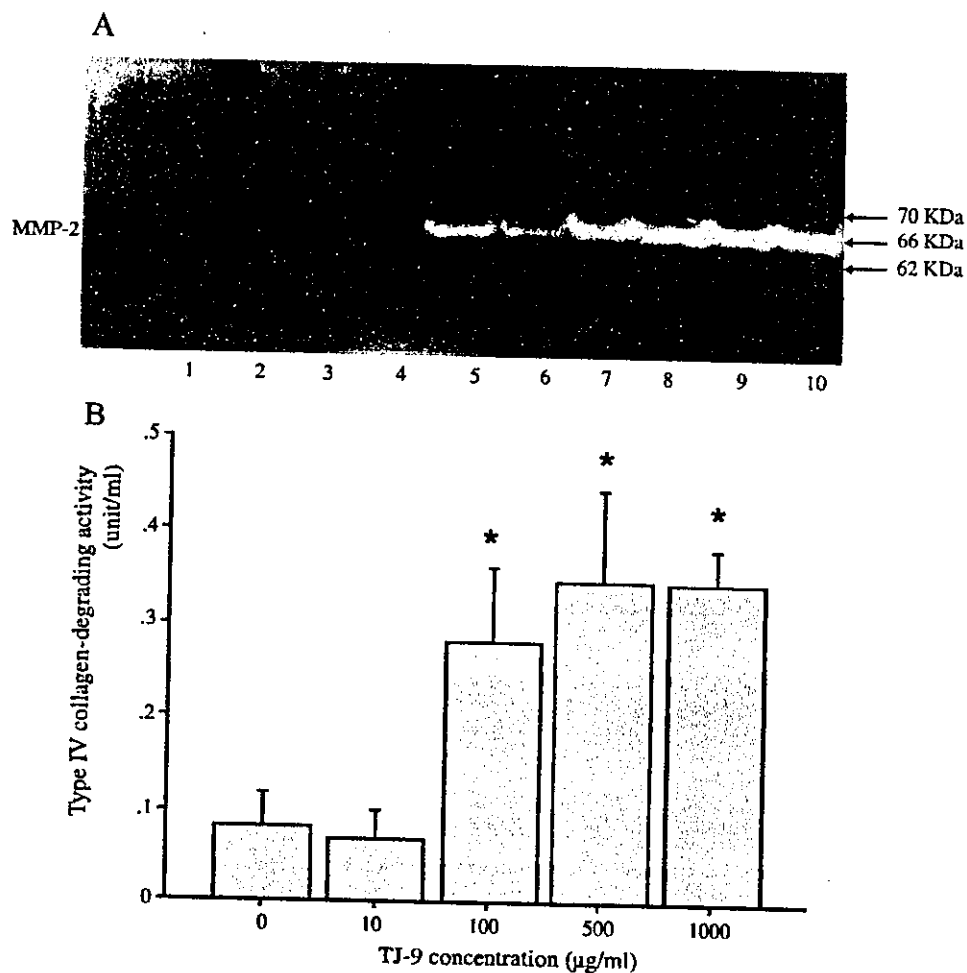 A
MMP-2
70 KDa
66 KDa
62 KDa
1 2 3 4 5 6 7 8 9 10
B
Type IV collagen-degrading activity
(unit/ml)
.5
.4
.3
.2
.1
0
* * *
0 10 100 500 1000
TJ-9 concentration (µg/ml)